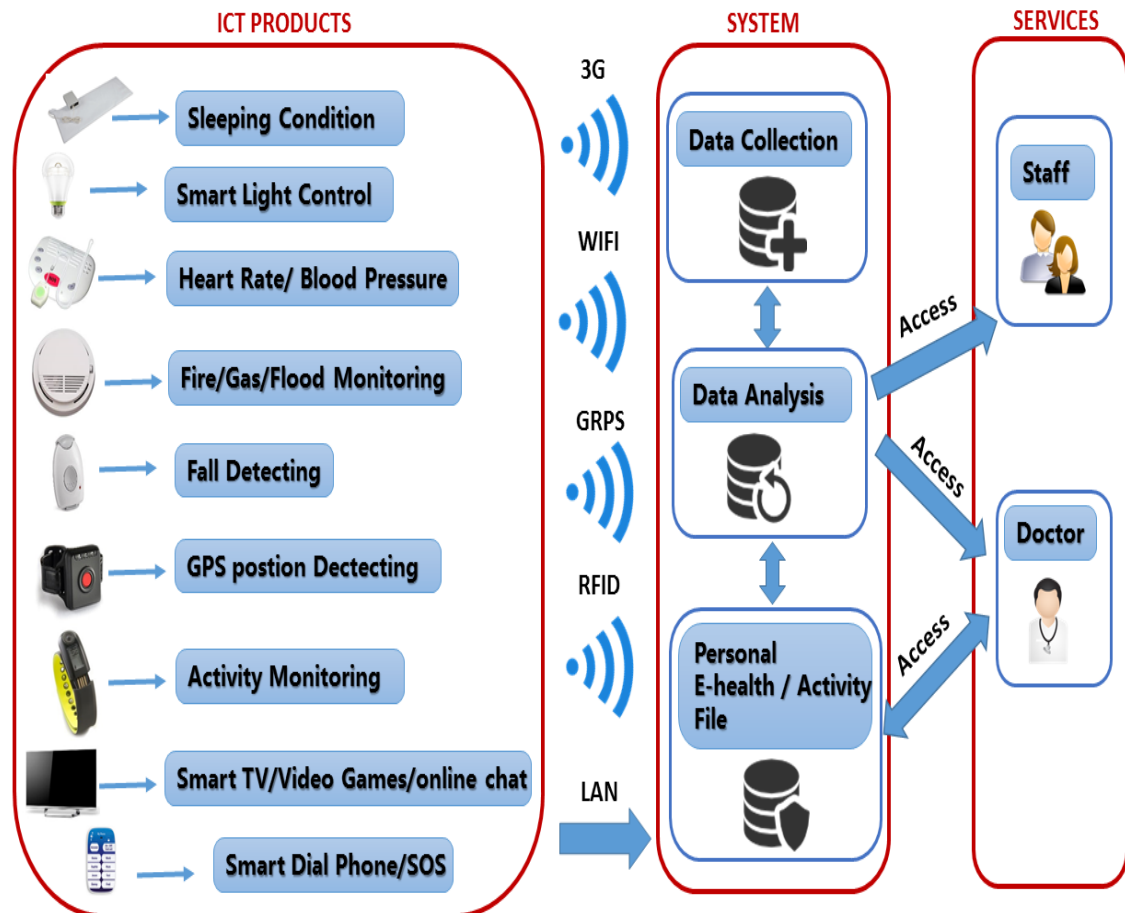 ICT PRODUCTS
SYSTEM
SERVICES
Sleeping Condition
Smart Light Control
Heart Rate/ Blood Pressure
Fire/Gas/Flood Monitoring
Fall Detecting
GPS postion Dectecting
Activity Monitoring
Smart TV/Video Games/online chat
Smart Dial Phone/SOS
3G
WIFI
GRPS
RFID
LAN
Data Collection
Data Analysis
Personal
E-health / Activity
File
Access
Access
Access
Staff
Doctor